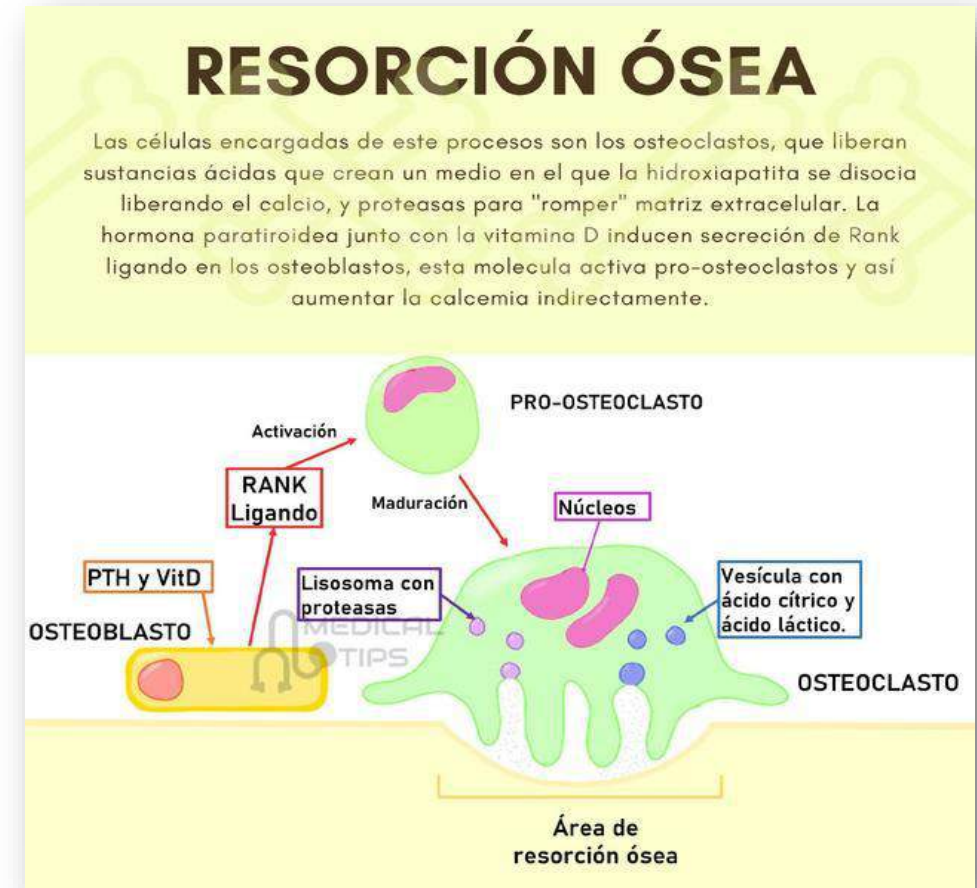 RESORCIÓN ÓSEA
Las células encargadas de este procesos son los osteoclastos, que liberan
sustancias ácidas que crean un medio en el que la hidroxiapatita se disocia
liberando el calcio, y proteasas para "romper" matriz extracelular. La
hormona paratiroidea junto con la vitamina D inducen secreción de Rank
ligando en los osteoblastos, esta molecula activa pro-osteoclastos y así
aumentar la calcemia indirectamente.
PRO-OSTEOCLASTO
Activación
RANK
Ligando
Maduración
Núcleos
PTH y VitD
Lisosoma con
proteasas
Vesícula con
ácido cítrico y
ácido láctico.
OSTEOBLASTO
MEDICAL
TIPS
OSTEOCLASTO
Área de
resorción ósea